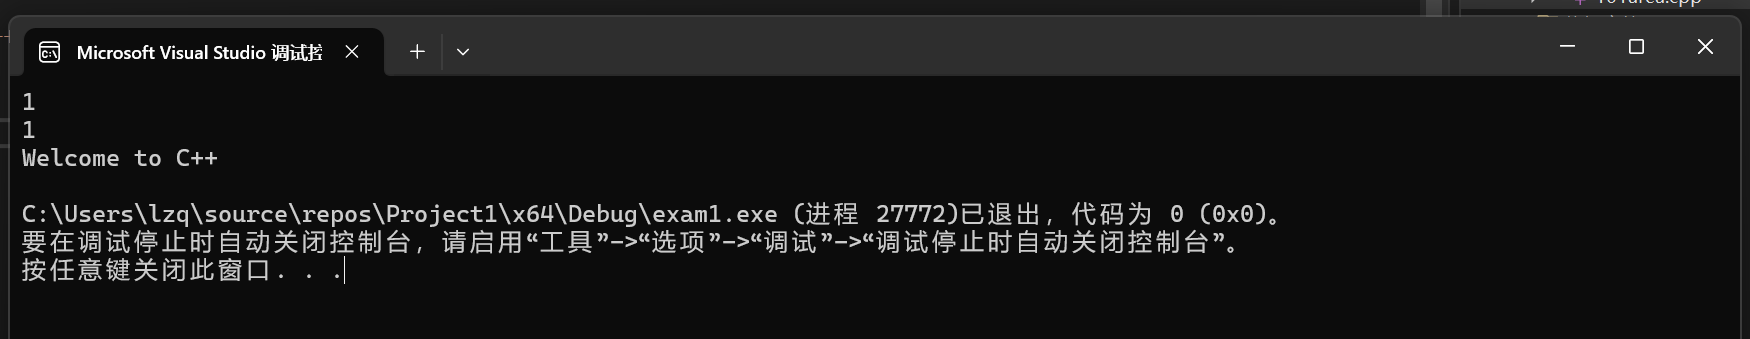 Microsoft Visual Studio 调试控
1
1
Welcome to C++
C:\Users\lzq\source\repos\Project1\x64\Debug\exam1.exe (进程 27772)已退出，代码为 0 (0x0)。
要在调试停止时自动关闭控制台，请启用“工具”->“选项”->“调试”->“调试停止时自动关闭控制台”。
按任意键关闭此窗口. . .